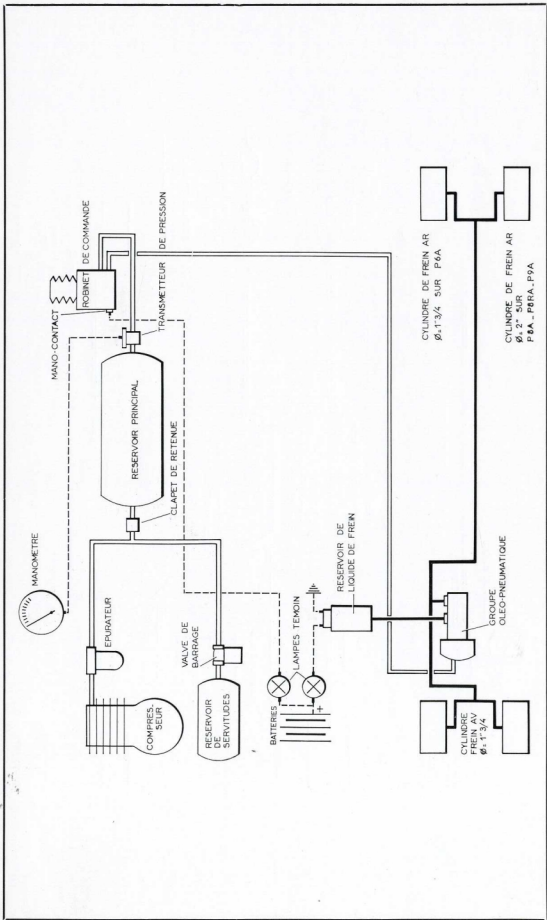 MANOMETRE
EPURATEUR
COMPRES_
SEUR
RESERVOIR
DE
SERVITUDES
VALVE DE
BARRAGE
CLAPET DE RETENUE
RESERVOIR PRINCIPAL
MANO-CONTACT
ROBINET DE COMMANDE
TRANSMETTEUR DE PRESSION
BATTERIES
+
LAMPES TEMOIN
RESERVOIR DE
LIQUIDE DE FREIN
GROUPE
OLEO-PNEUMATIQUE
CYLINDRE
FREIN AV
Ø. 1" 3/4
CYLINDRE DE FREIN AR
Ø. 1" 3/4 SUR P6A
CYLINDRE DE FREIN AR
Ø. 2" SUR
P8A _ P8RA _ P9A